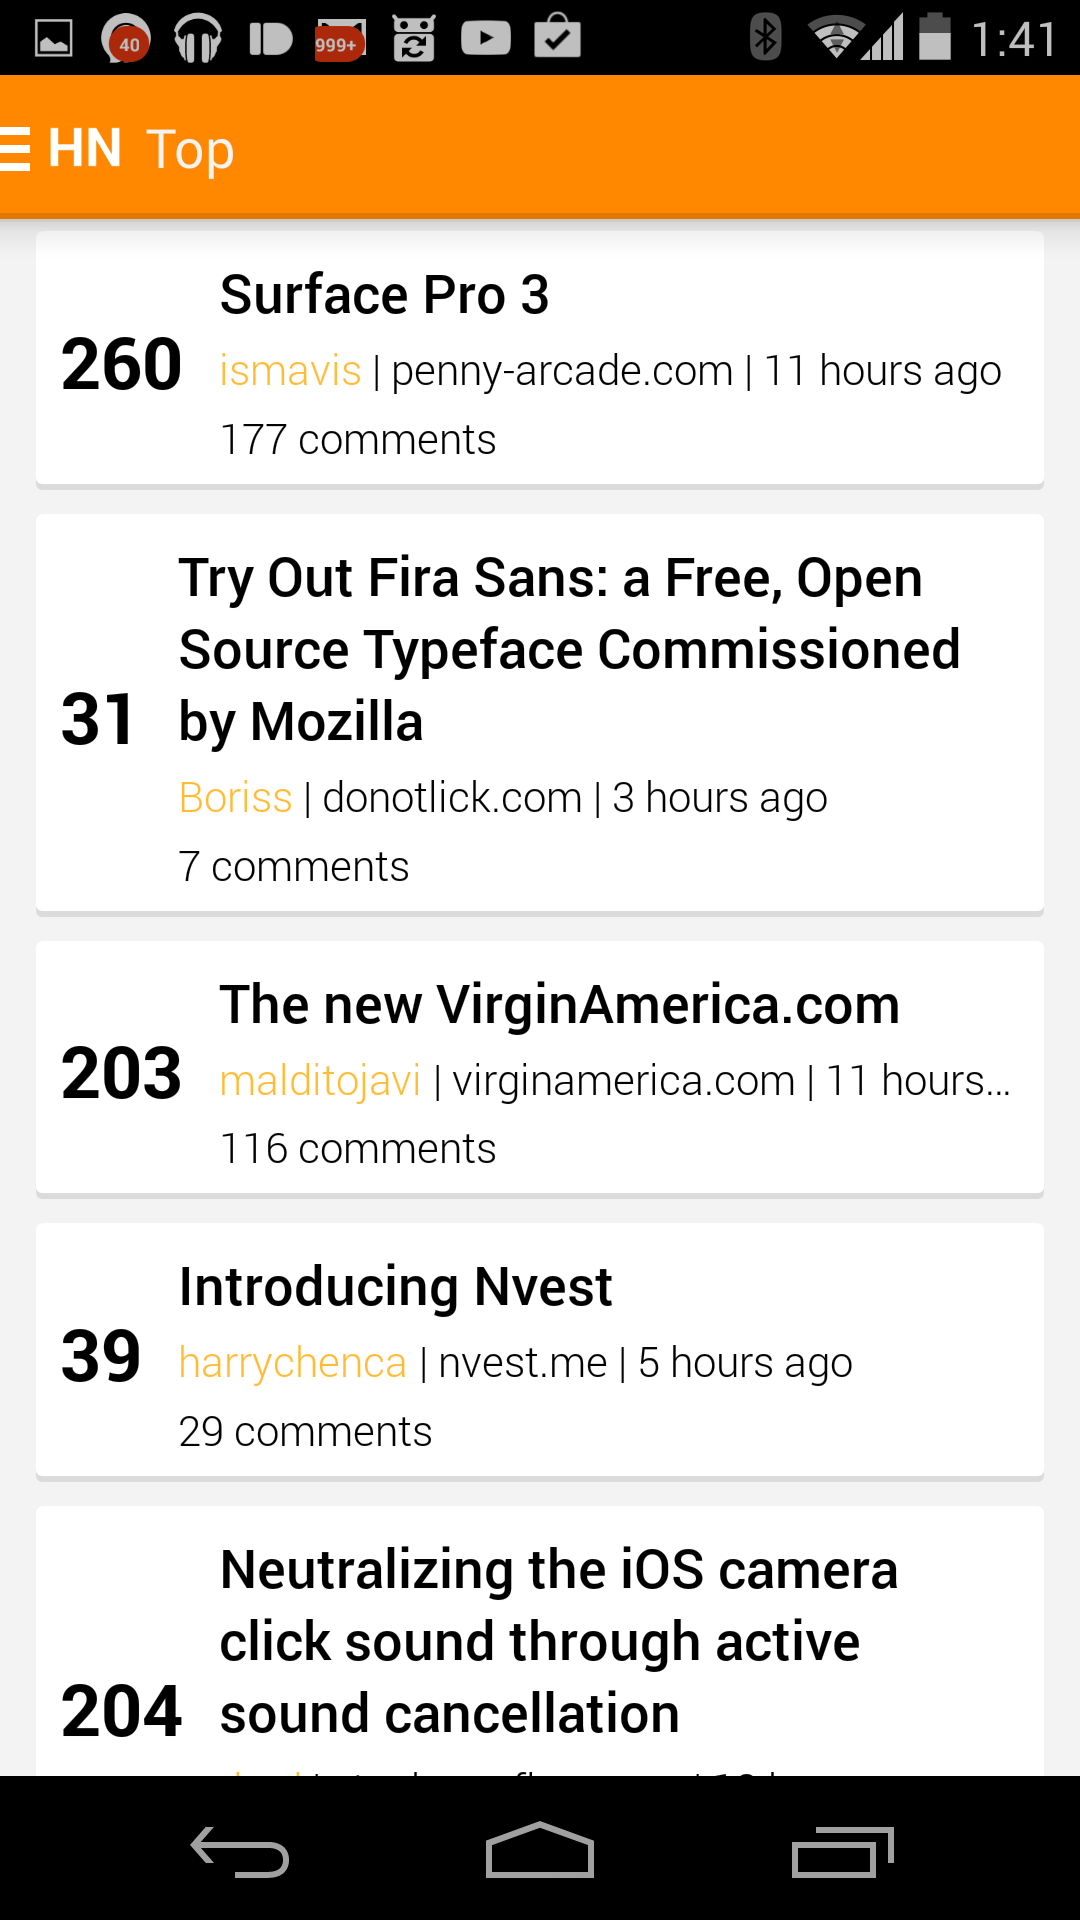 40 999+ 1:41
HN Top
Surface Pro 3
260
ismavis | penny-arcade.com | 11 hours ago
177 comments
Try Out Fira Sans: a Free, Open
Source Typeface Commissioned
by Mozilla
31
Boriss | donotlick.com | 3 hours ago
7 comments
The new VirginAmerica.com
203
malditojavi | virginamerica.com | 11 hours...
116 comments
Introducing Nvest
39
harrychenca | nvest.me | 5 hours ago
29 comments
Neutralizing the iOS camera
click sound through active
sound cancellation
204